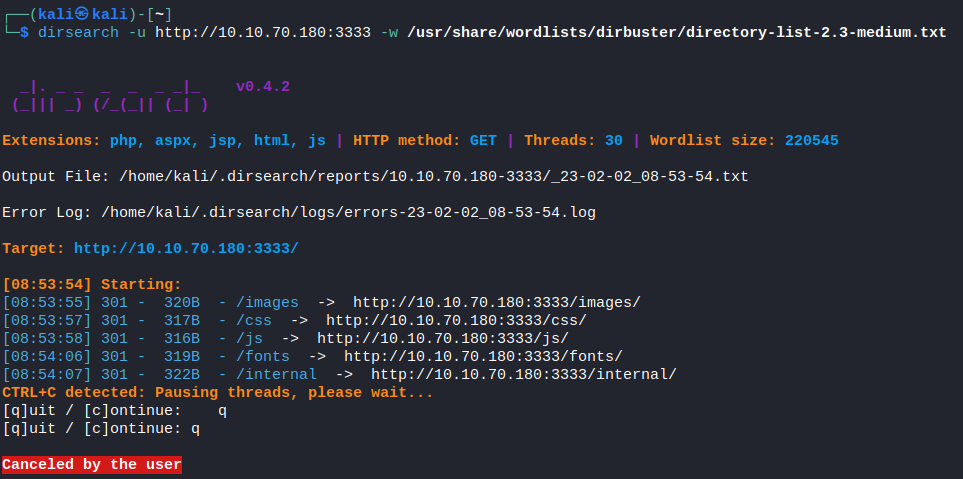 ┌──(kali㉿kali)-[~]
└─$ dirsearch -u http://10.10.70.180:3333 -w /usr/share/wordlists/dirbuster/directory-list-2.3-medium.txt
  _|. _ _  _  _  _ _|_    v0.4.2
 (_||| _) (/_(_|| (_| )
Extensions: php, aspx, jsp, html, js | HTTP method: GET | Threads: 30 | Wordlist size: 220545
Output File: /home/kali/.dirsearch/reports/10.10.70.180-3333/_23-02-02_08-53-54.txt
Error Log: /home/kali/.dirsearch/logs/errors-23-02-02_08-53-54.log
Target: http://10.10.70.180:3333/
[08:53:54] Starting:
[08:53:55] 301 -  320B  - /images  ->  http://10.10.70.180:3333/images/
[08:53:57] 301 -  317B  - /css  ->  http://10.10.70.180:3333/css/
[08:53:58] 301 -  316B  - /js  ->  http://10.10.70.180:3333/js/
[08:54:06] 301 -  319B  - /fonts  ->  http://10.10.70.180:3333/fonts/
[08:54:07] 301 -  322B  - /internal  ->  http://10.10.70.180:3333/internal/
CTRL+C detected: Pausing threads, please wait...
[q]uit / [c]ontinue:    q
[q]uit / [c]ontinue: q
Canceled by the user